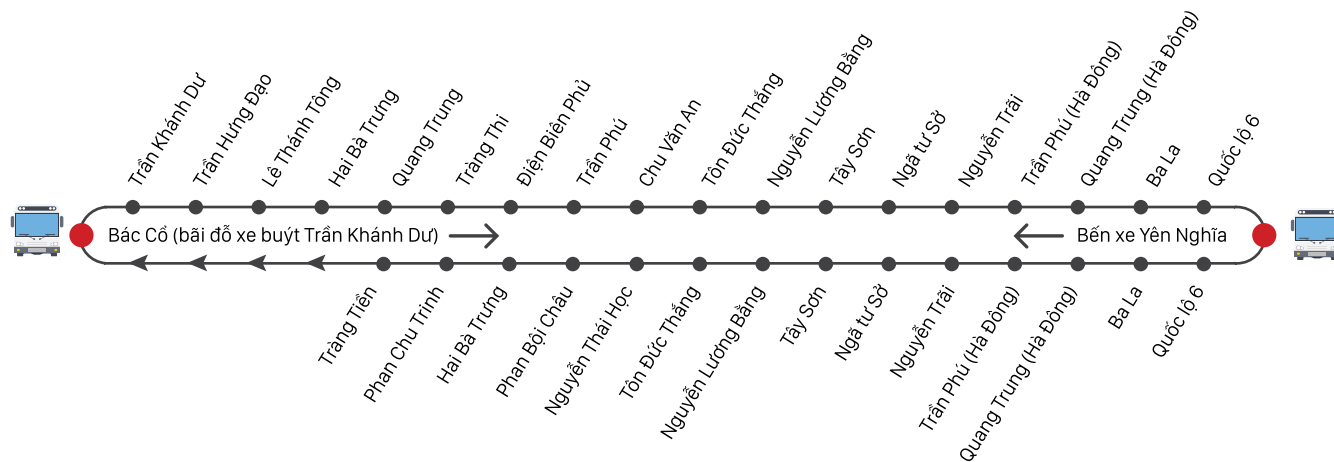 Trần Khánh Dư
Trần Hưng Đạo
Lê Thánh Tông
Hai Bà Trưng
Quang Trung
Tràng Thi
Điện Biên Phủ
Trần Phú
Chu Văn An
Tôn Đức Thắng
Nguyễn Lương Bằng
Tây Sơn
Ngã tư Sở
Nguyễn Trãi
Trần Phú (Hà Đông)
Quang Trung (Hà Đông)
Ba La
Quốc lộ 6
Bác Cổ (bãi đỗ xe buýt Trần Khánh Dư)
Bến xe Yên Nghĩa
Tràng Tiền
Phan Chu Trinh
Hai Bà Trưng
Phan Bội Châu
Nguyễn Thái Học
Tôn Đức Thắng
Nguyễn Lương Bằng
Tây Sơn
Ngã tư Sở
Nguyễn Trãi
Trần Phú (Hà Đông)
Quang Trung (Hà Đông)
Ba La
Quốc lộ 6